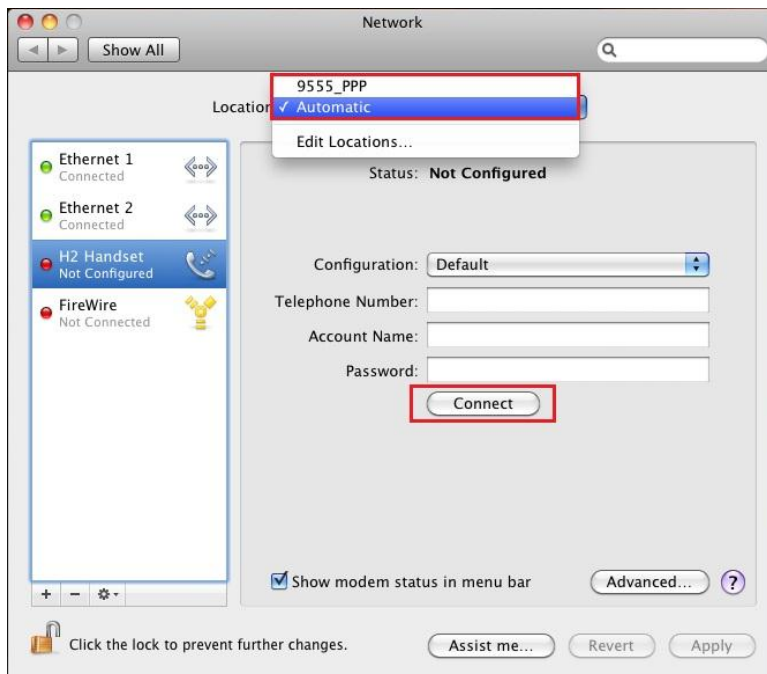 Network
Show All
9555_PPP
Location
✓ Automatic
Edit Locations...
Ethernet 1
Connected
Ethernet 2
Connected
H2 Handset
Not Configured
FireWire
Not Connected
Status: Not Configured
Configuration: Default
Telephone Number:
Account Name:
Password:
Connect
Show modem status in menu bar
Advanced...
?
Click the lock to prevent further changes.
Assist me...
Revert
Apply